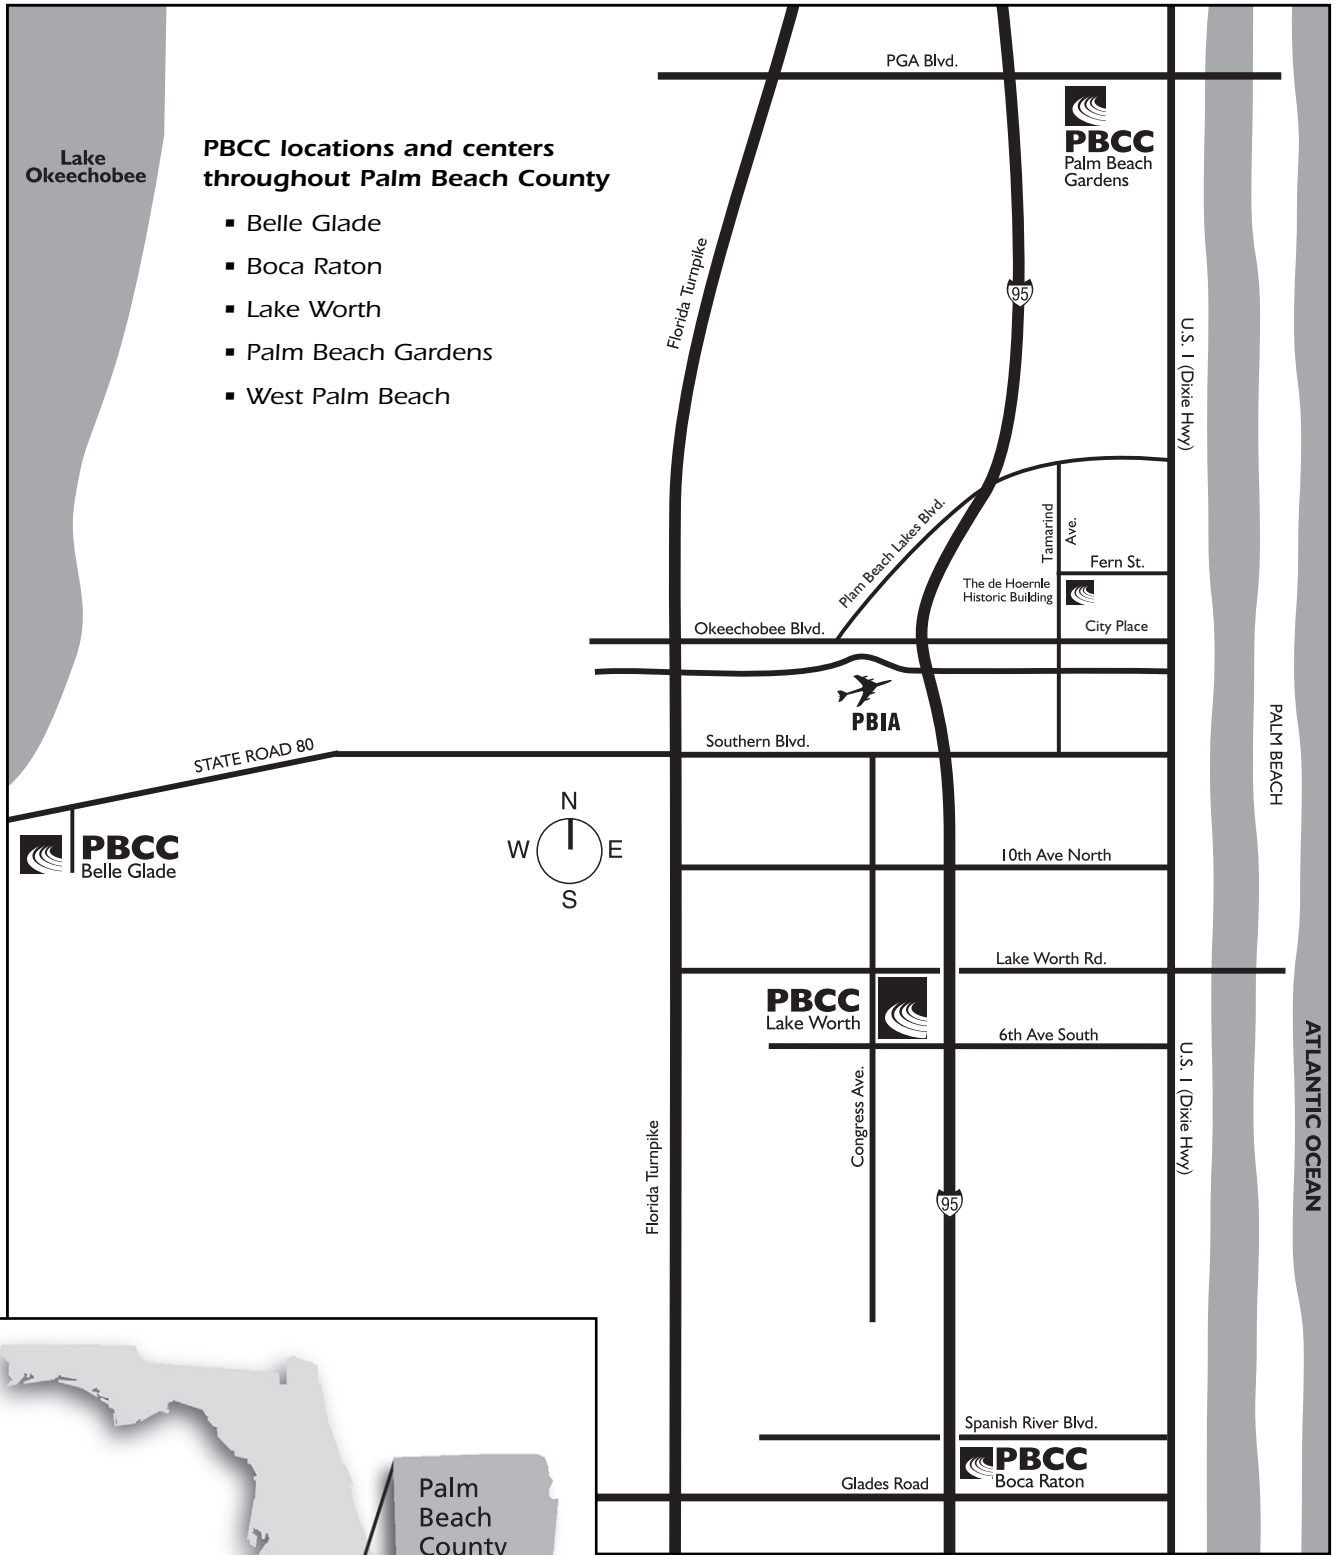 PGA Blvd.
PBCC
Palm Beach
Gardens
Lake
Okeechobee
PBCC locations and centers
throughout Palm Beach County
▪ Belle Glade
▪ Boca Raton
▪ Lake Worth
▪ Palm Beach Gardens
▪ West Palm Beach
Florida Turnpike
95
U.S. 1 (Dixie Hwy)
Plam Beach Lakes Blvd.
Tamarind
Ave.
Fern St.
The de Hoernle
Historic Building
City Place
Okeechobee Blvd.
PBIA
Southern Blvd.
STATE ROAD 80
PALM BEACH
PBCC
Belle Glade
N
W
E
S
10th Ave North
Lake Worth Rd.
PBCC
Lake Worth
6th Ave South
Congress Ave.
Florida Turnpike
U.S. 1 (Dixie Hwy)
ATLANTIC OCEAN
95
Spanish River Blvd.
PBCC
Boca Raton
Glades Road
Palm
Beach
County